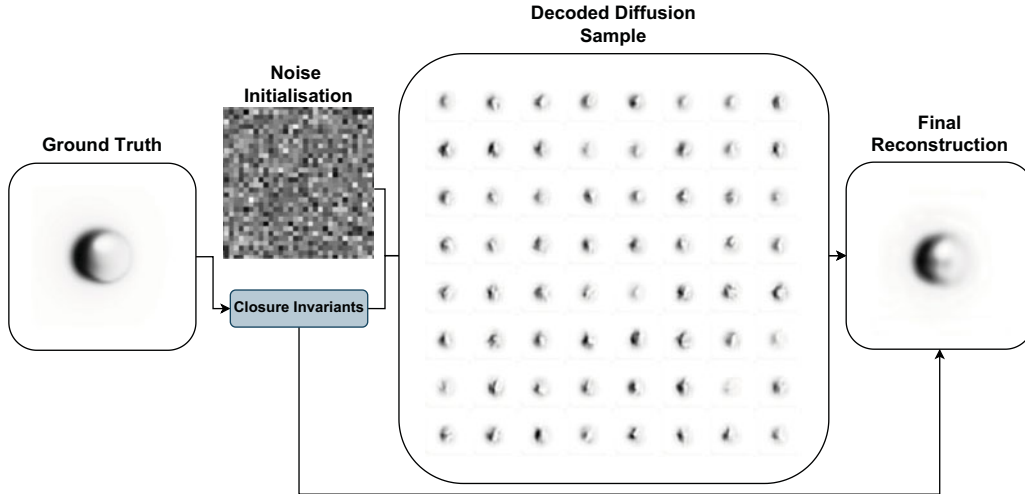 Decoded Diffusion
Sample
Noise
Initialisation
Ground Truth
Final
Reconstruction
Closure Invariants